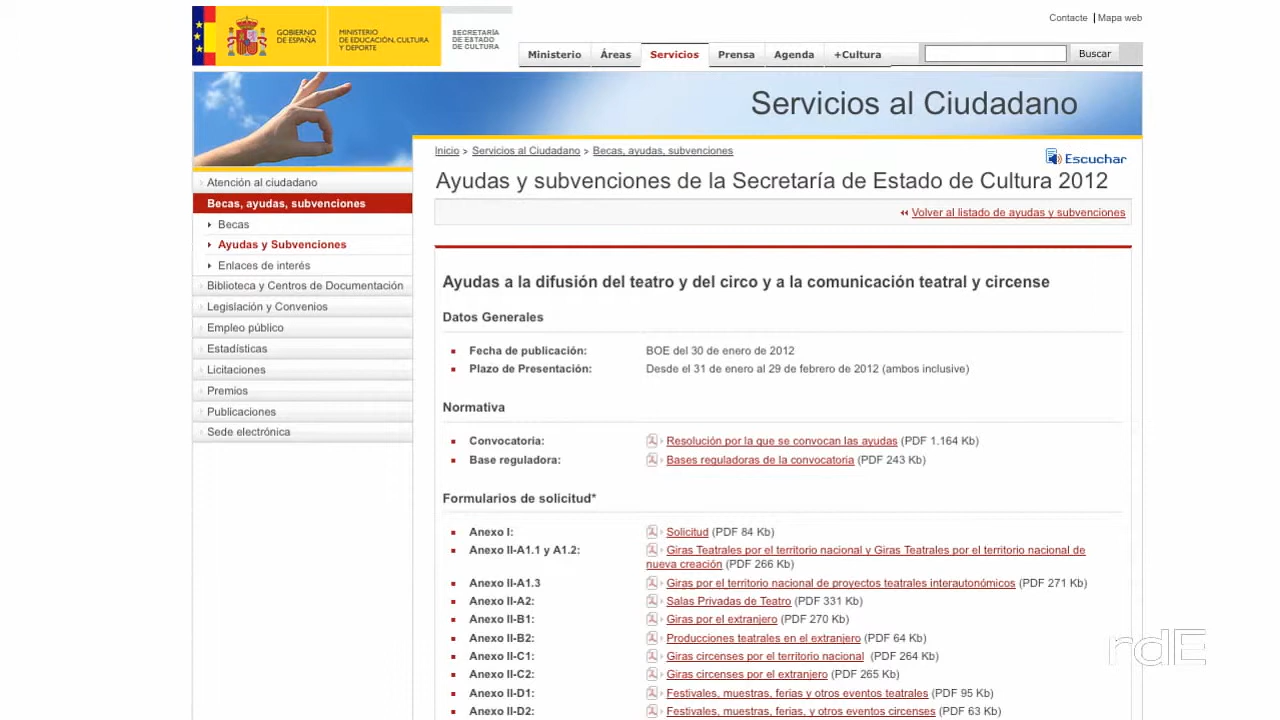 GOBIERNO
DE ESPAÑA
MINISTERIO
DE EDUCACIÓN, CULTURA
Y DEPORTE
SECRETARÍA
DE ESTADO
DE CULTURA
Contacte | Mapa web
Ministerio Áreas Servicios Prensa Agenda +Cultura Buscar
Servicios al Ciudadano
Inicio > Servicios al Ciudadano > Becas, ayudas, subvenciones
Escuchar
Ayudas y subvenciones de la Secretaría de Estado de Cultura 2012
Volver al listado de ayudas y subvenciones
Atención al ciudadano
Becas, ayudas, subvenciones
Becas
Ayudas y Subvenciones
Enlaces de interés
Biblioteca y Centros de Documentación
Legislación y Convenios
Empleo público
Estadísticas
Licitaciones
Premios
Publicaciones
Sede electrónica
Ayudas a la difusión del teatro y del circo y a la comunicación teatral y circense
Datos Generales
Fecha de publicación: BOE del 30 de enero de 2012
Plazo de Presentación: Desde el 31 de enero al 29 de febrero de 2012 (ambos inclusive)
Normativa
Convocatoria: Resolución por la que se convocan las ayudas (PDF 1.164 Kb)
Base reguladora: Bases reguladoras de la convocatoria (PDF 243 Kb)
Formularios de solicitud*
Anexo I: Solicitud (PDF 84 Kb)
Anexo II-A1.1 y A1.2: Giras Teatrales por el territorio nacional y Giras Teatrales por el territorio nacional de
nueva creación (PDF 266 Kb)
Anexo II-A1.3 Giras por el territorio nacional de proyectos teatrales interautonómicos (PDF 271 Kb)
Anexo II-A2: Salas Privadas de Teatro (PDF 331 Kb)
Anexo II-B1: Giras por el extranjero (PDF 270 Kb)
Anexo II-B2: Producciones teatrales en el extranjero (PDF 64 Kb)
Anexo II-C1: Giras circenses por el territorio nacional (PDF 264 Kb)
Anexo II-C2: Giras circenses por el extranjero (PDF 265 Kb)
Anexo II-D1: Festivales, muestras, ferias y otros eventos teatrales (PDF 95 Kb)
Anexo II-D2: Festivales, muestras, ferias, y otros eventos circenses (PDF 63 Kb)
rdE